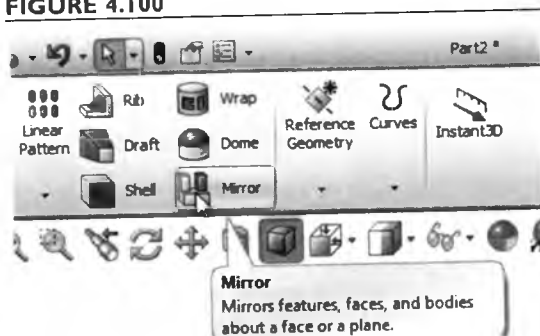 FIGURE 4.100
Part2 *
Linear Pattern
Rib
Draft
Shell
Wrap
Dome
Mirror
Reference Geometry
Curves
Instant3D
Mirror
Mirrors features, faces, and bodies
about a face or a plane.